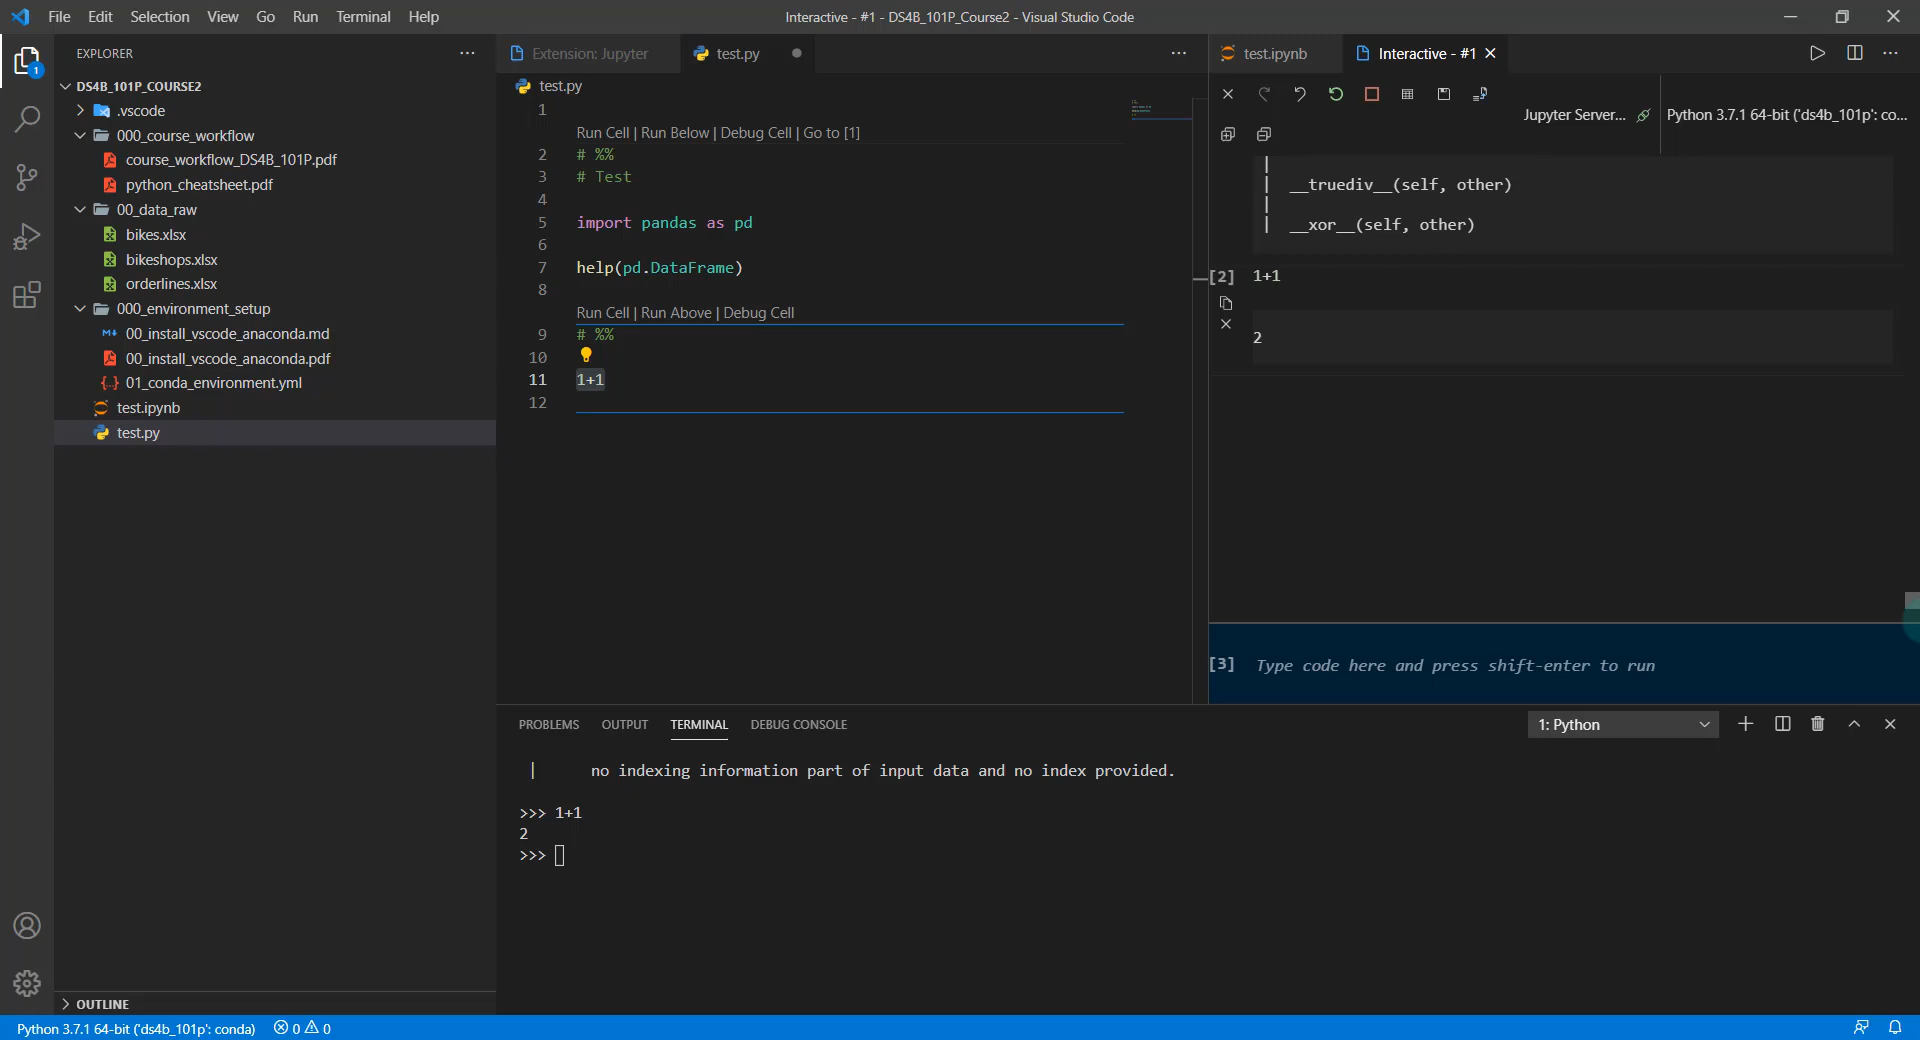 File Edit Selection View Go Run Terminal Help
Interactive - #1 - DS4B_101P_Course2 - Visual Studio Code
EXPLORER
DS4B_101P_COURSE2
.vscode
000_course_workflow
course_workflow_DS4B_101P.pdf
python_cheatsheet.pdf
00_data_raw
bikes.xlsx
bikeshops.xlsx
orderlines.xlsx
000_environment_setup
00_install_vscode_anaconda.md
00_install_vscode_anaconda.pdf
01_conda_environment.yml
test.ipynb
test.py
OUTLINE
Extension: Jupyter
test.py
test.py
1
Run Cell | Run Below | Debug Cell | Go to [1]
2 # %%
3 # Test
4
5 import pandas as pd
6
7 help(pd.DataFrame)
8
Run Cell | Run Above | Debug Cell
9 # %%
10
11 1+1
12
test.ipynb
Interactive - #1
Jupyter Server...
Python 3.7.1 64-bit ('ds4b_101p': co...
|
| __truediv__(self, other)
|
| __xor__(self, other)
[2] 1+1
2
[3] Type code here and press shift-enter to run
PROBLEMS OUTPUT TERMINAL DEBUG CONSOLE
1: Python
| no indexing information part of input data and no index provided.
>>> 1+1
2
>>>
1
Python 3.7.1 64-bit ('ds4b_101p': conda) 0 0